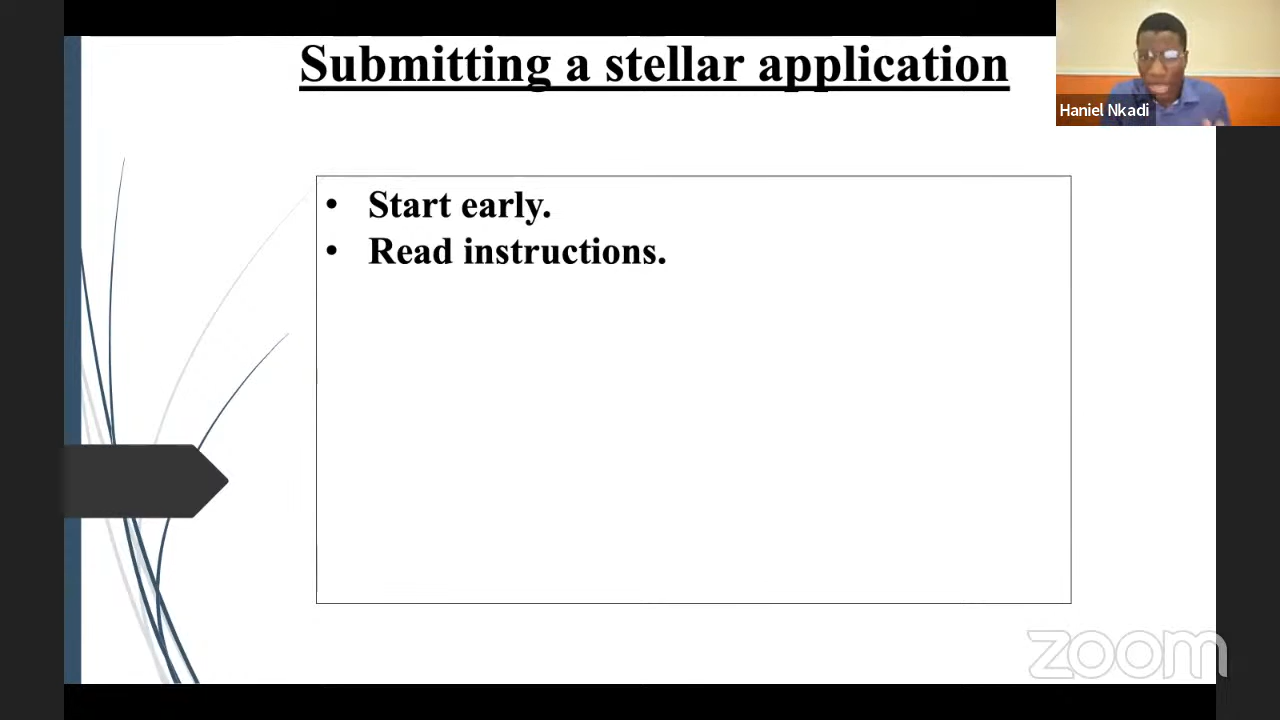 Submitting a stellar application
Haniel Nkadi
• Start early.
• Read instructions.
zoom